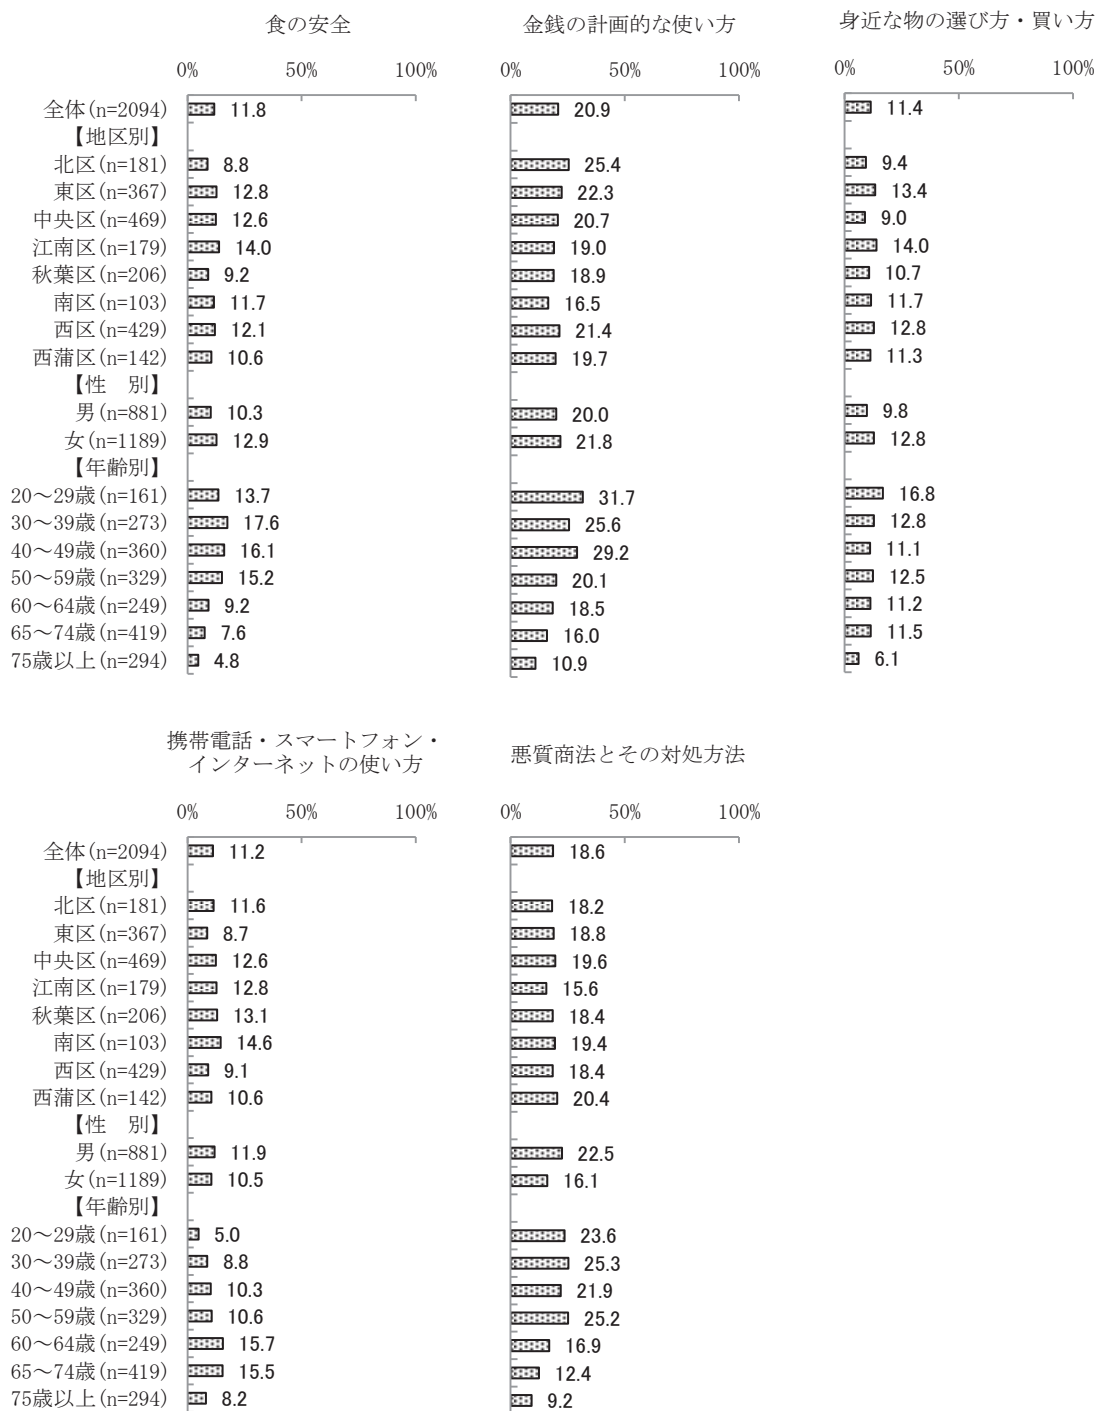 食の安全
金銭の計画的な使い方
身近な物の選び方・買い方
0% 50% 100%
0% 50% 100%
0% 50% 100%
全体(n=2094) 11.8 20.9 11.4
【地区別】
北区(n=181) 8.8 25.4 9.4
東区(n=367) 12.8 22.3 13.4
中央区(n=469) 12.6 20.7 9.0
江南区(n=179) 14.0 19.0 14.0
秋葉区(n=206) 9.2 18.9 10.7
南区(n=103) 11.7 16.5 11.7
西区(n=429) 12.1 21.4 12.8
西蒲区(n=142) 10.6 19.7 11.3
【性　別】
男(n=881) 10.3 20.0 9.8
女(n=1189) 12.9 21.8 12.8
【年齢別】
20～29歳(n=161) 13.7 31.7 16.8
30～39歳(n=273) 17.6 25.6 12.8
40～49歳(n=360) 16.1 29.2 11.1
50～59歳(n=329) 15.2 20.1 12.5
60～64歳(n=249) 9.2 18.5 11.2
65～74歳(n=419) 7.6 16.0 11.5
75歳以上(n=294) 4.8 10.9 6.1
携帯電話・スマートフォン・
インターネットの使い方
悪質商法とその対処方法
0% 50% 100%
0% 50% 100%
全体(n=2094) 11.2 18.6
【地区別】
北区(n=181) 11.6 18.2
東区(n=367) 8.7 18.8
中央区(n=469) 12.6 19.6
江南区(n=179) 12.8 15.6
秋葉区(n=206) 13.1 18.4
南区(n=103) 14.6 19.4
西区(n=429) 9.1 18.4
西蒲区(n=142) 10.6 20.4
【性　別】
男(n=881) 11.9 22.5
女(n=1189) 10.5 16.1
【年齢別】
20～29歳(n=161) 5.0 23.6
30～39歳(n=273) 8.8 25.3
40～49歳(n=360) 10.3 21.9
50～59歳(n=329) 10.6 25.2
60～64歳(n=249) 15.7 16.9
65～74歳(n=419) 15.5 12.4
75歳以上(n=294) 8.2 9.2